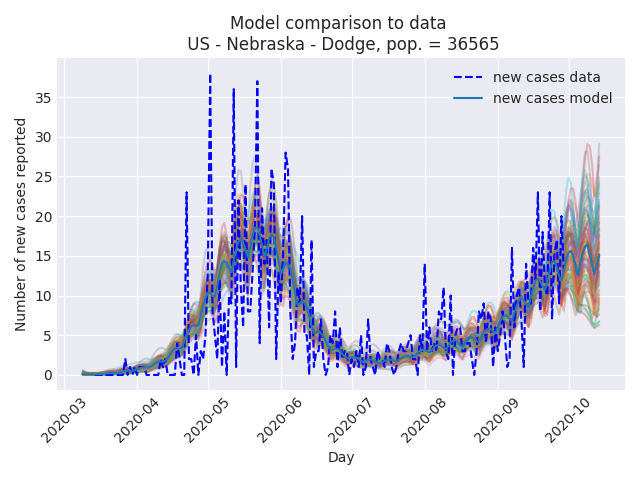 Model comparison to data
US - Nebraska - Dodge, pop. = 36565
new cases data
new cases model
Number of new cases reported
35
30
25
20
15
10
5
0
2020-03
2020-04
2020-05
2020-06
2020-07
2020-08
2020-09
2020-10
Day